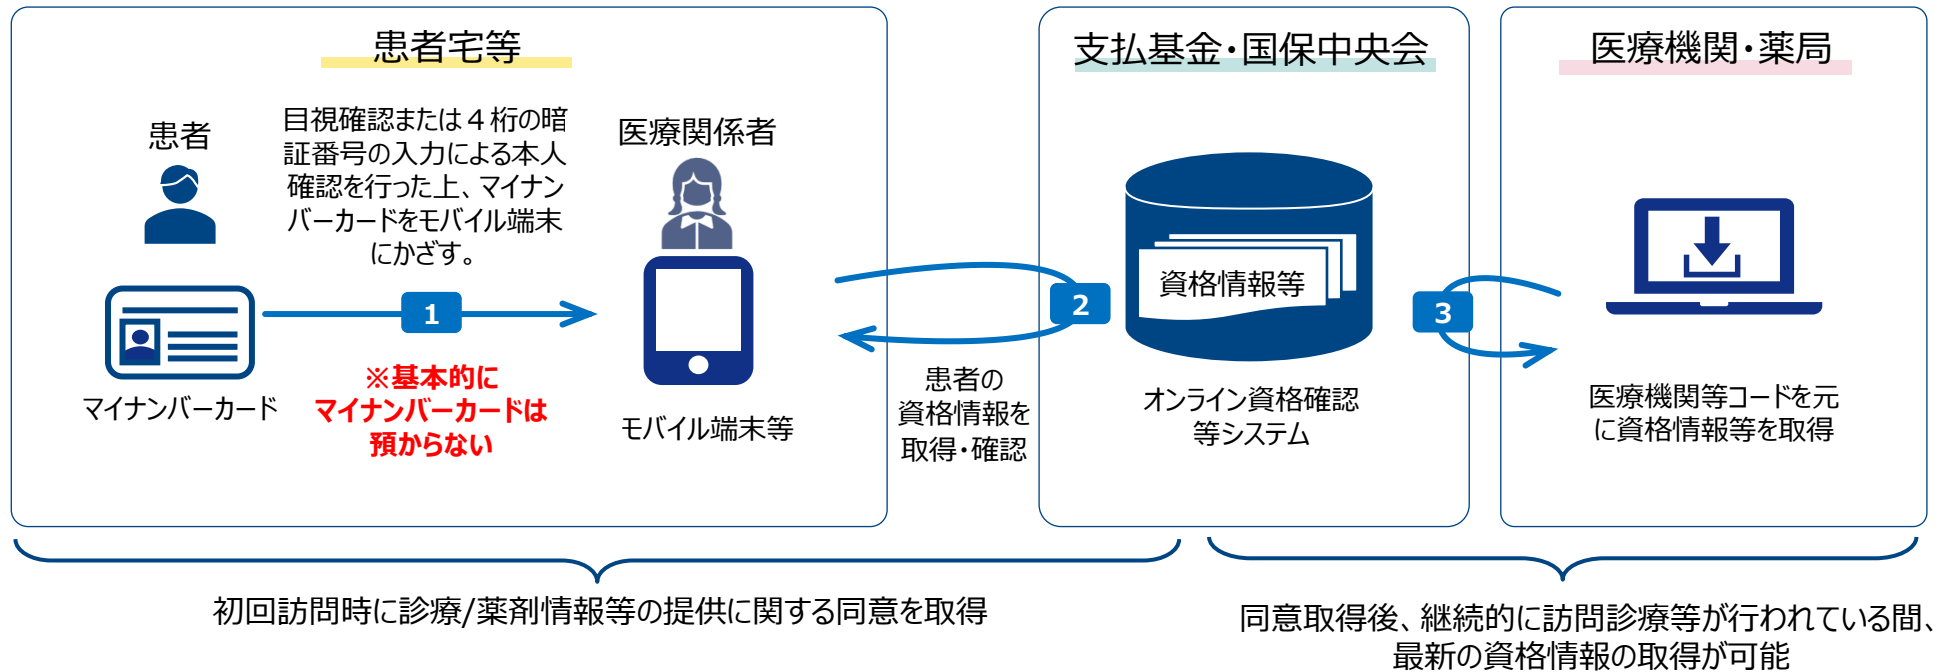 患者宅等
患者
目視確認または4桁の暗
証番号の入力による本人
確認を行った上、マイナン
バーカードをモバイル端末
にかざす。
医療関係者
1
※基本的に
マイナンバーカードは
預からない
マイナンバーカード
モバイル端末等
2
患者の
資格情報を
取得・確認
支払基金・国保中央会
資格情報等
オンライン資格確認
等システム
3
医療機関・薬局
医療機関等コードを元
に資格情報等を取得
初回訪問時に診療/薬剤情報等の提供に関する同意を取得
同意取得後、継続的に訪問診療等が行われている間、
最新の資格情報の取得が可能